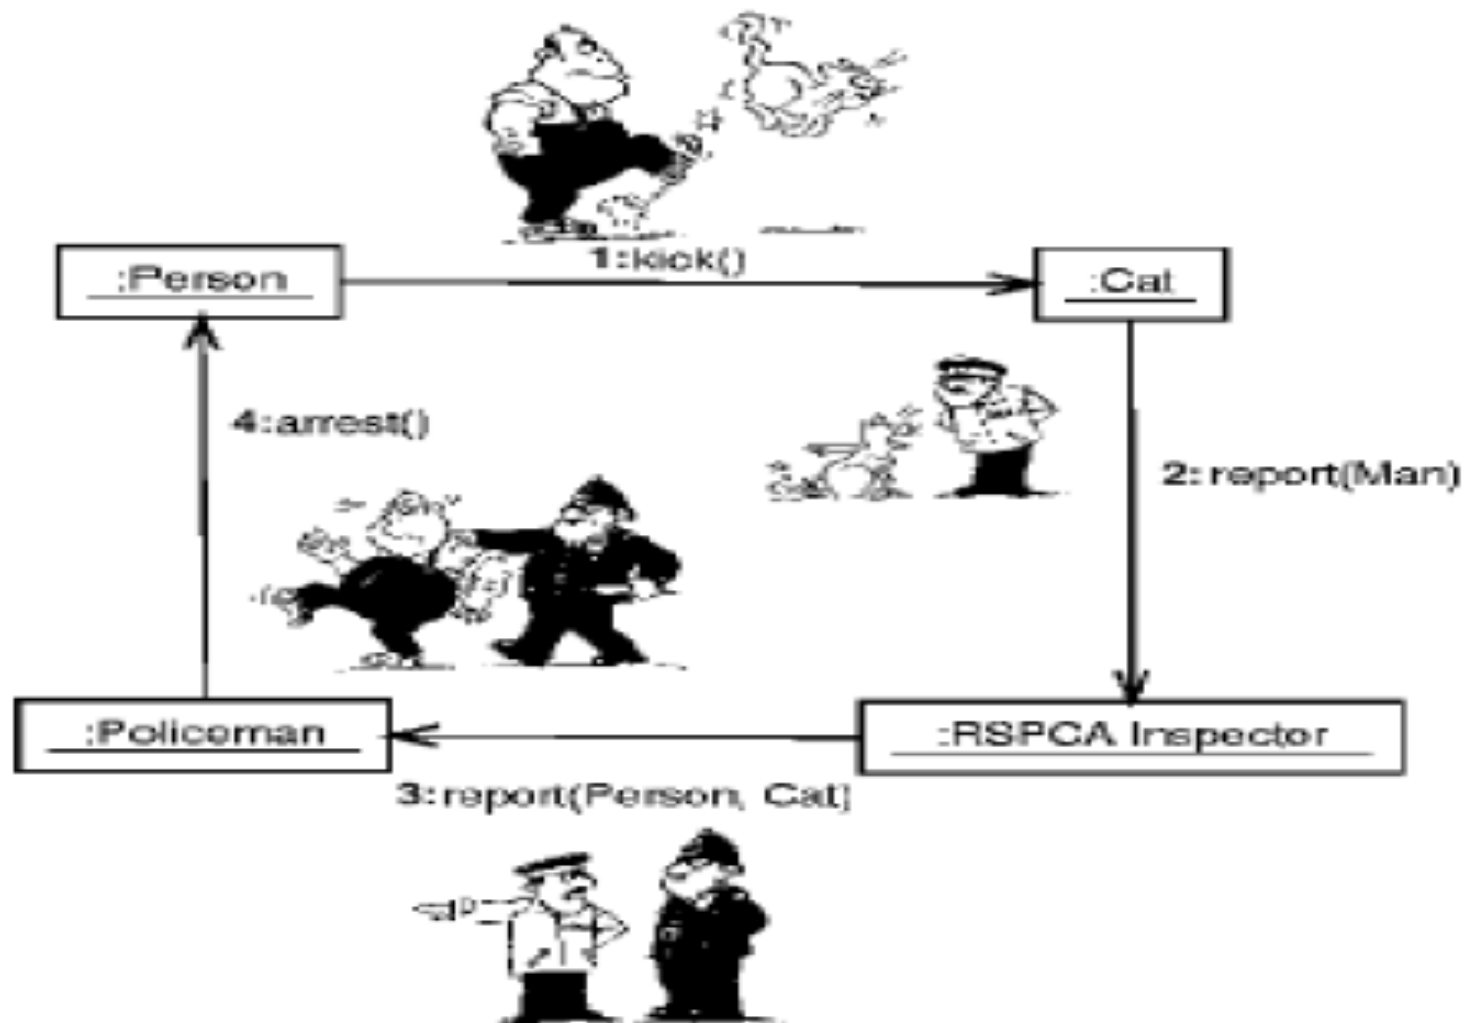 1:kick()
:Person
:Cat
4:arrest()
2: report(Man)
:Policeman
:RSPCA Inspector
3: report(Person, Cat)